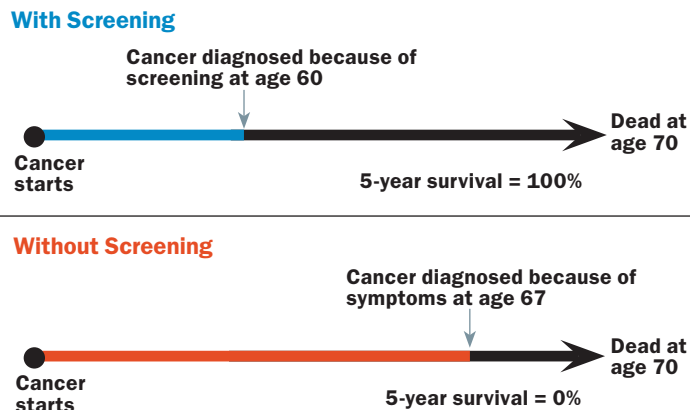 With Screening
Cancer diagnosed because of
screening at age 60
Dead at
age 70
Cancer
starts
5-year survival = 100%
Without Screening
Cancer diagnosed because of
symptoms at age 67
Dead at
age 70
Cancer
starts
5-year survival = 0%